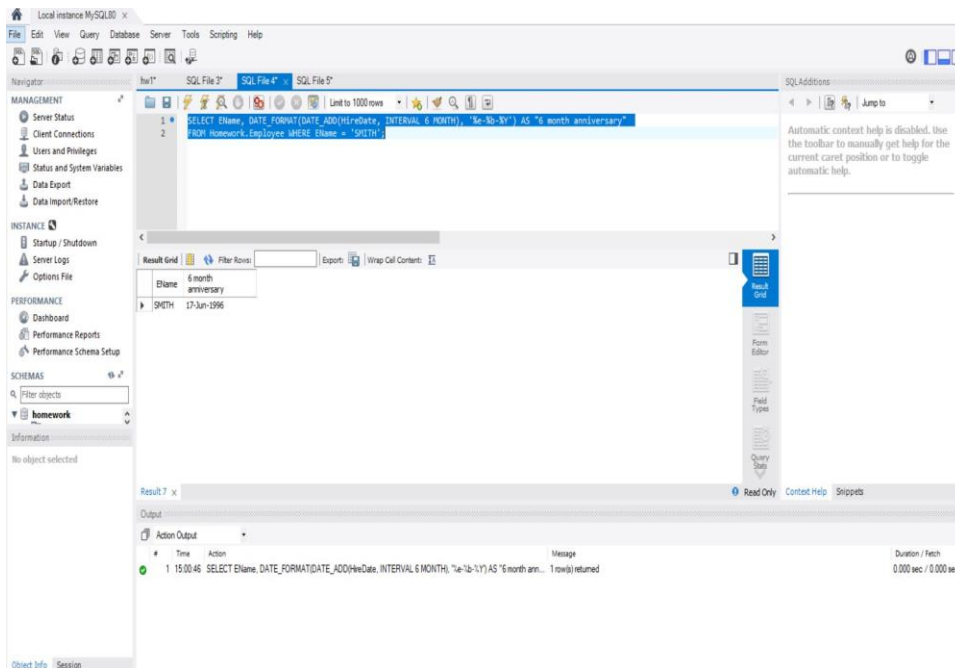 Local instance MySQL80 ×
File Edit View Query Database Server Tools Scripting Help
Navigator
MANAGEMENT
Server Status
Client Connections
Users and Privileges
Status and System Variables
Data Export
Data Import/Restore
INSTANCE
Startup / Shutdown
Server Logs
Options File
PERFORMANCE
Dashboard
Performance Reports
Performance Schema Setup
SCHEMAS
Filter objects
homework
Information
No object selected
Object Info Session
hw1* SQL File 3* SQL File 4* × SQL File 5*
Limit to 1000 rows
1 SELECT EName, DATE_FORMAT(DATE_ADD(HireDate, INTERVAL 6 MONTH), '%e-%b-%Y') AS "6 month anniversary"
2 FROM Homework.Employee WHERE EName = 'SMITH';
Result Grid Filter Rows: Export: Wrap Cell Content:
EName 6 month anniversary
SMITH 17-Jun-1996
Result Grid
Form Editor
Field Types
Query Stats
Result 7 × Read Only
Output
Action Output
# Time Action Message Duration / Fetch
1 15:00:46 SELECT EName, DATE_FORMAT(DATE_ADD(HireDate, INTERVAL 6 MONTH), '%e-%b-%Y') AS "6 month ann... 1 row(s) returned 0.000 sec / 0.000 se
SQLAdditions
Jump to
Automatic context help is disabled. Use
the toolbar to manually get help for the
current caret position or to toggle
automatic help.
Context Help Snippets